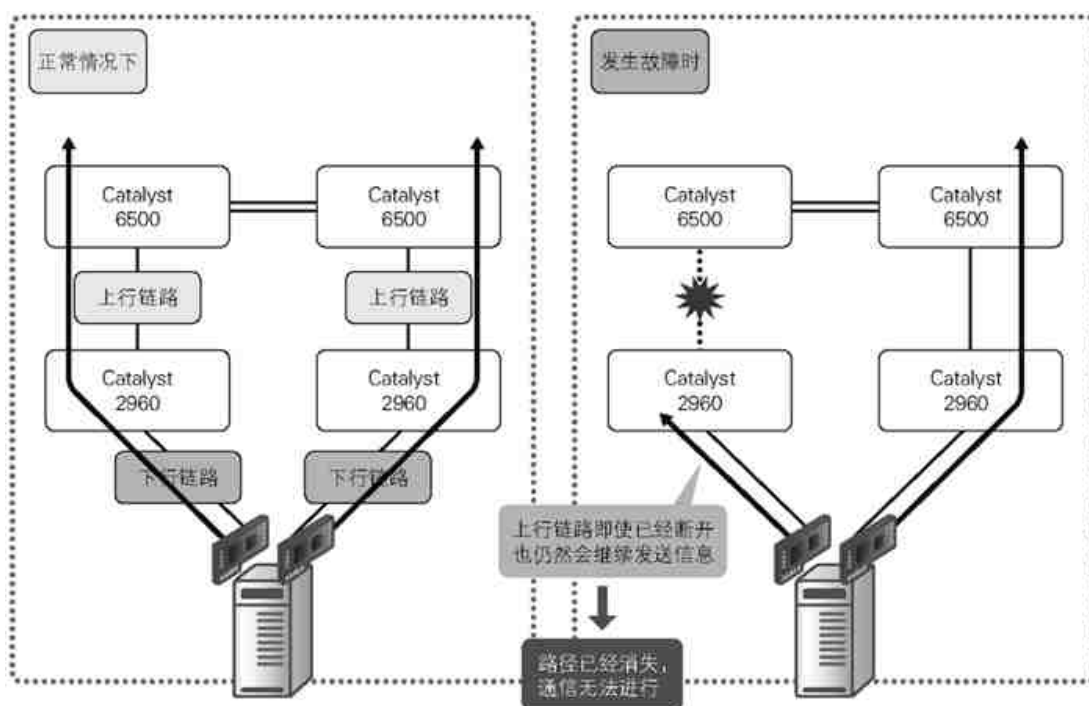 正常情况下
Catalyst
6500
Catalyst
6500
上行链路
上行链路
Catalyst
2960
Catalyst
2960
下行链路
下行链路
发生故障时
Catalyst
6500
Catalyst
6500
Catalyst
2960
Catalyst
2960
上行链路即使已经断开
也仍然会继续发送信息
路径已经消失，
通信无法进行